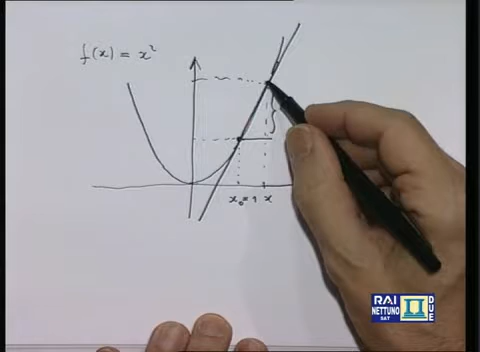 f(x) = x²
x₀=1 x
RAI
NETTUNO
SAT
DUE